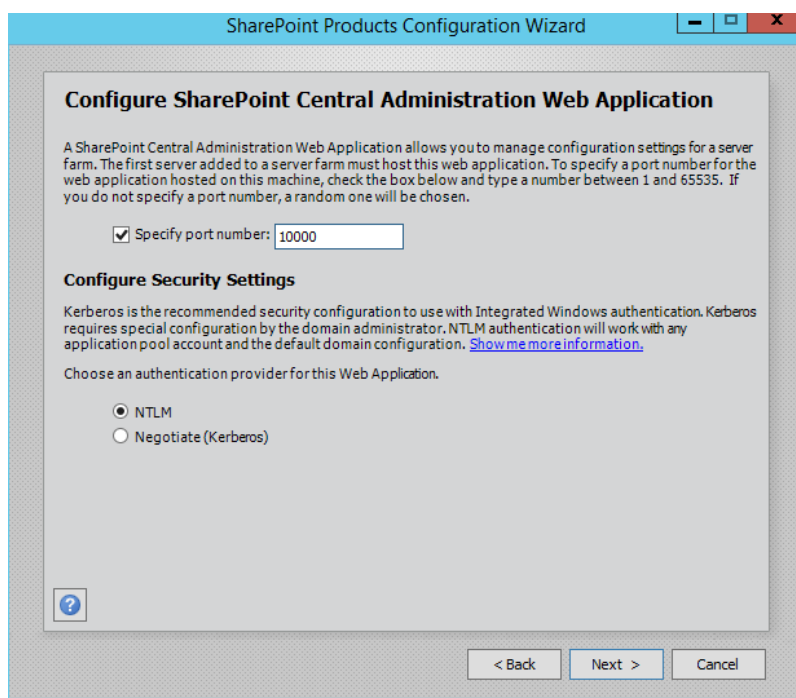 SharePoint Products Configuration Wizard
Configure SharePoint Central Administration Web Application
A SharePoint Central Administration Web Application allows you to manage configuration settings for a server
farm. The first server added to a server farm must host this web application. To specify a port number for the
web application hosted on this machine, check the box below and type a number between 1 and 65535. If
you do not specify a port number, a random one will be chosen.
Specify port number: 10000
Configure Security Settings
Kerberos is the recommended security configuration to use with Integrated Windows authentication. Kerberos
requires special configuration by the domain administrator. NTLM authentication will work with any
application pool account and the default domain configuration. Show me more information.
Choose an authentication provider for this Web Application.
NTLM
Negotiate (Kerberos)
< Back Next > Cancel